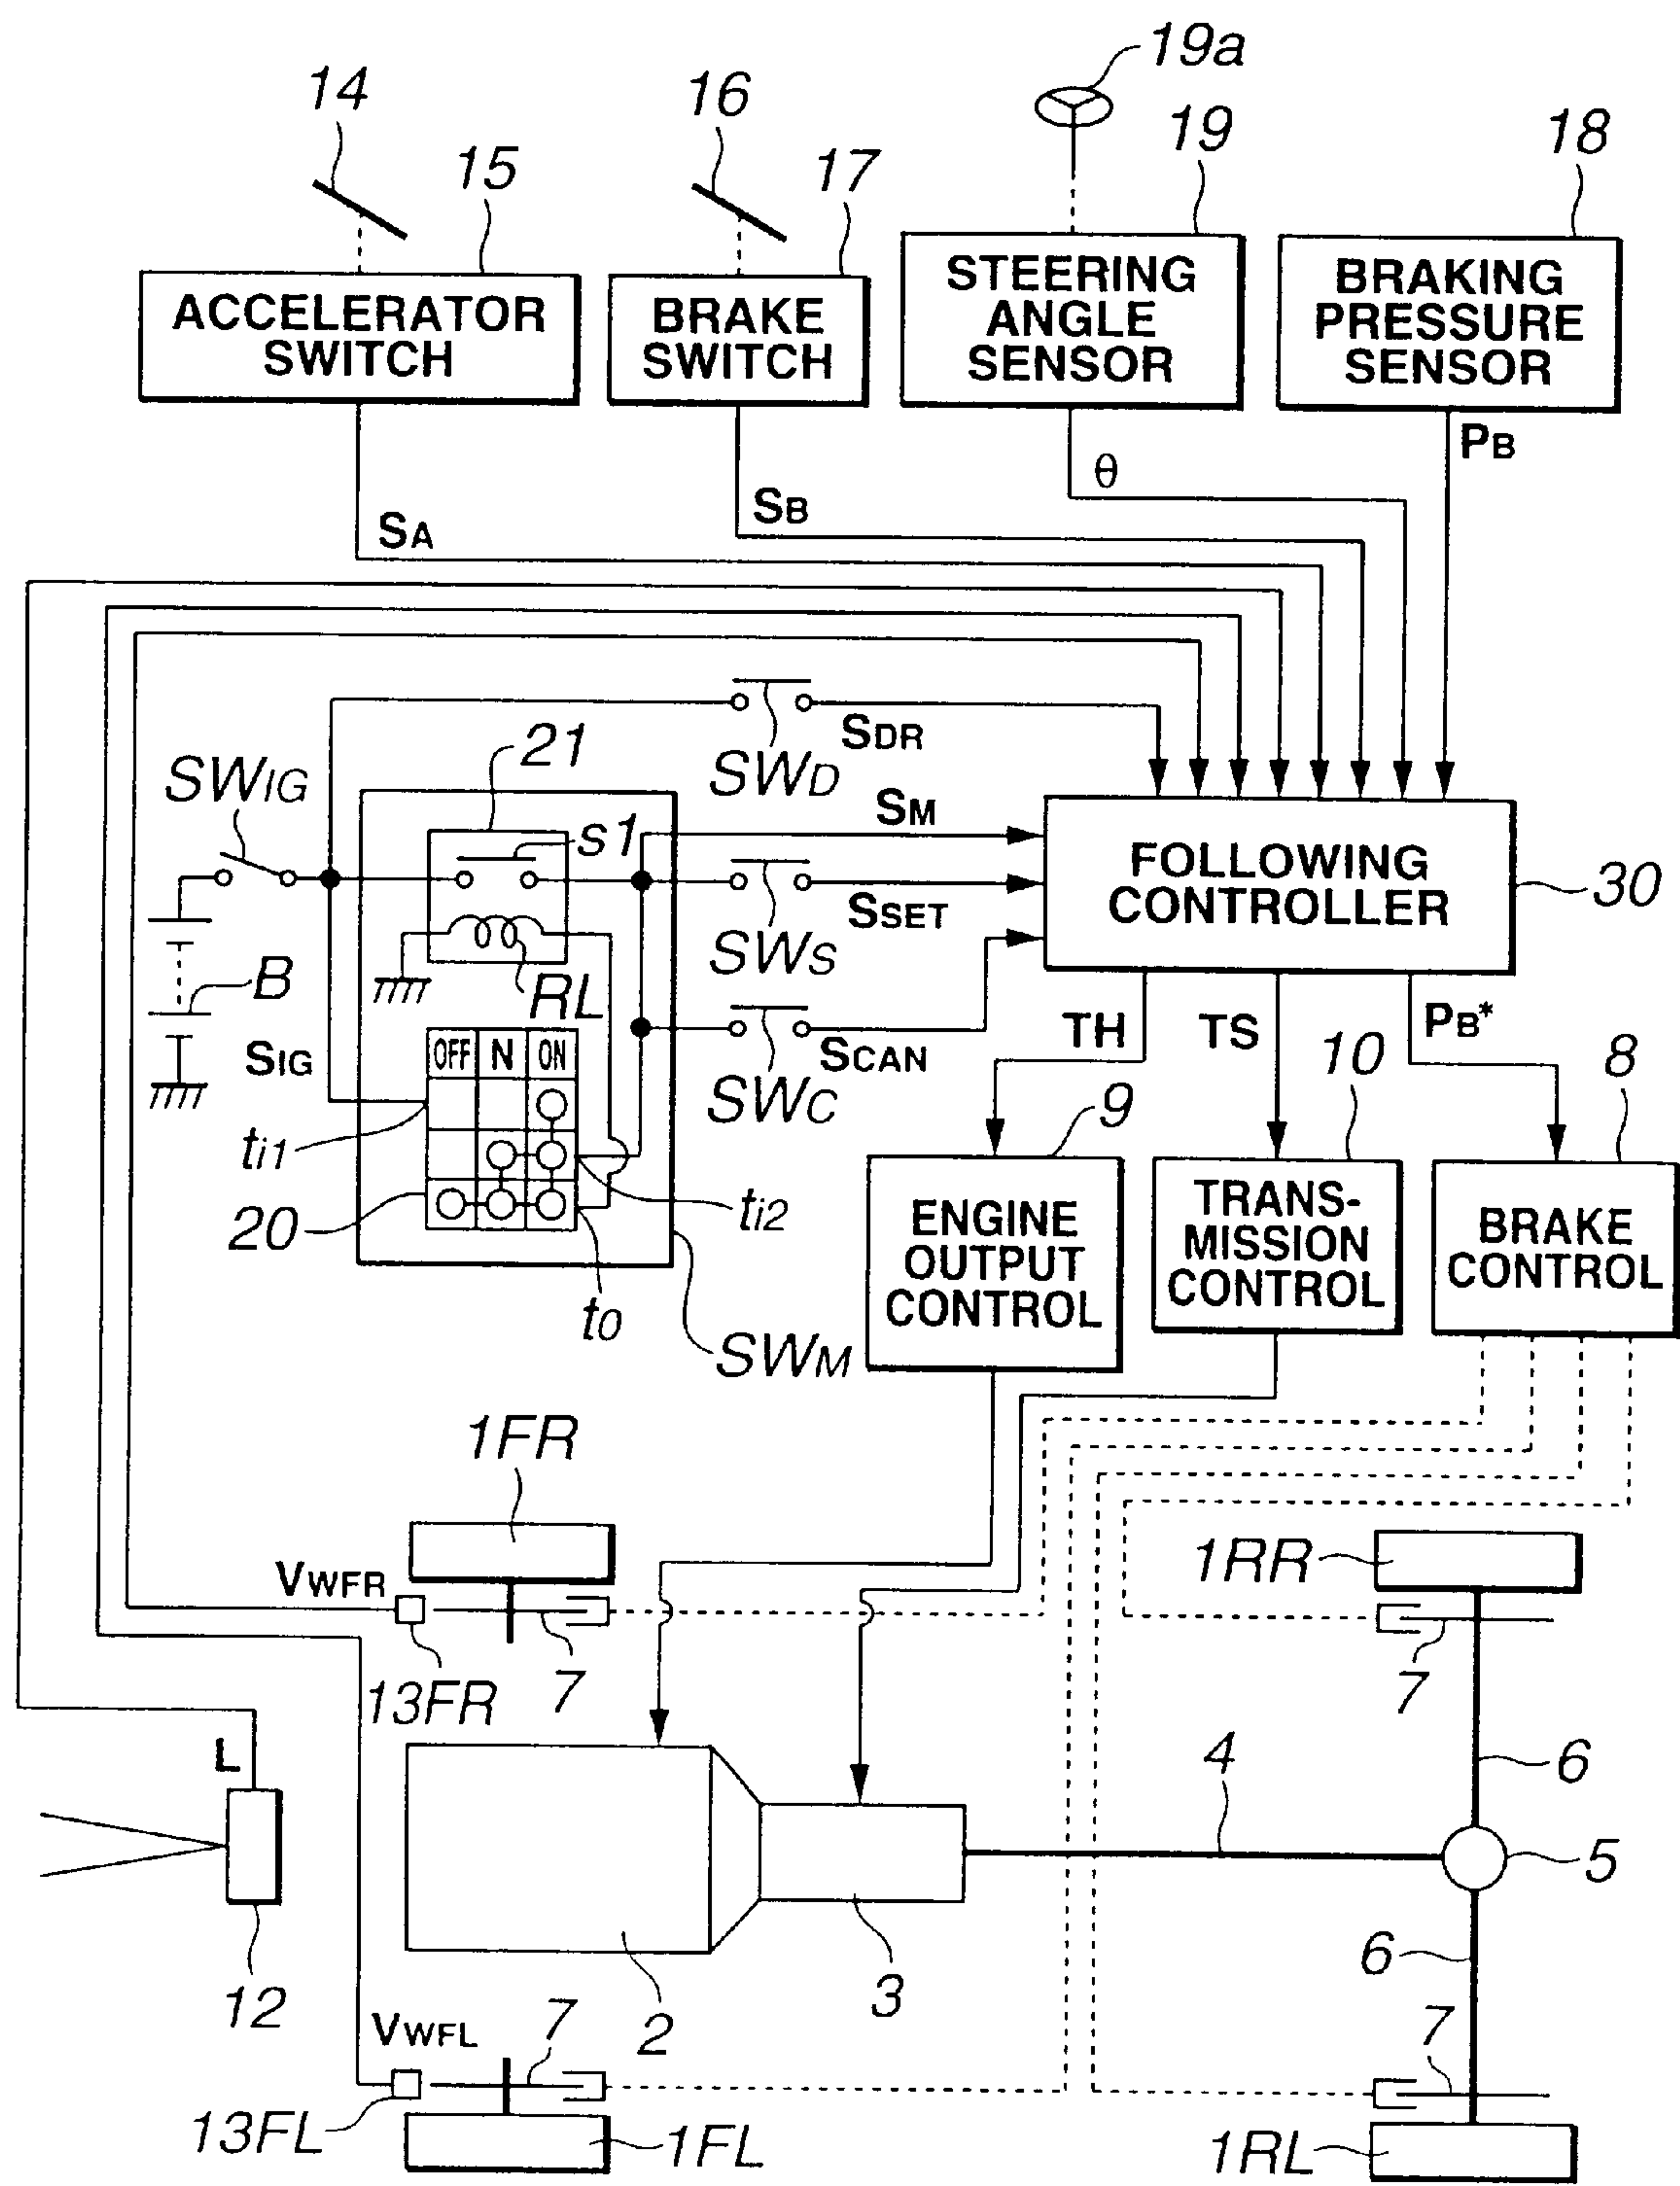 19a
14
16
19
18
15
17
ACCELERATOR
SWITCH
BRAKE
SWITCH
STEERING
ANGLE
SENSOR
BRAKING
PRESSURE
SENSOR
PB
θ
SB
SA
21
SDR
SWIG
SWD
SM
s1
FOLLOWING
CONTROLLER
30
SSET
B
RL
SWS
TH
TS
PB*
SIG
OFF N ON
SCAN
10
8
SWC
9
ti1
20
ti2
ENGINE
OUTPUT
CONTROL
TRANS-
MISSION
CONTROL
BRAKE
CONTROL
to
SWM
1FR
1RR
VWFR
13FR
7
7
L
4
6
5
6
12
2
3
VWFL
7
7
13FL
1FL
1RL